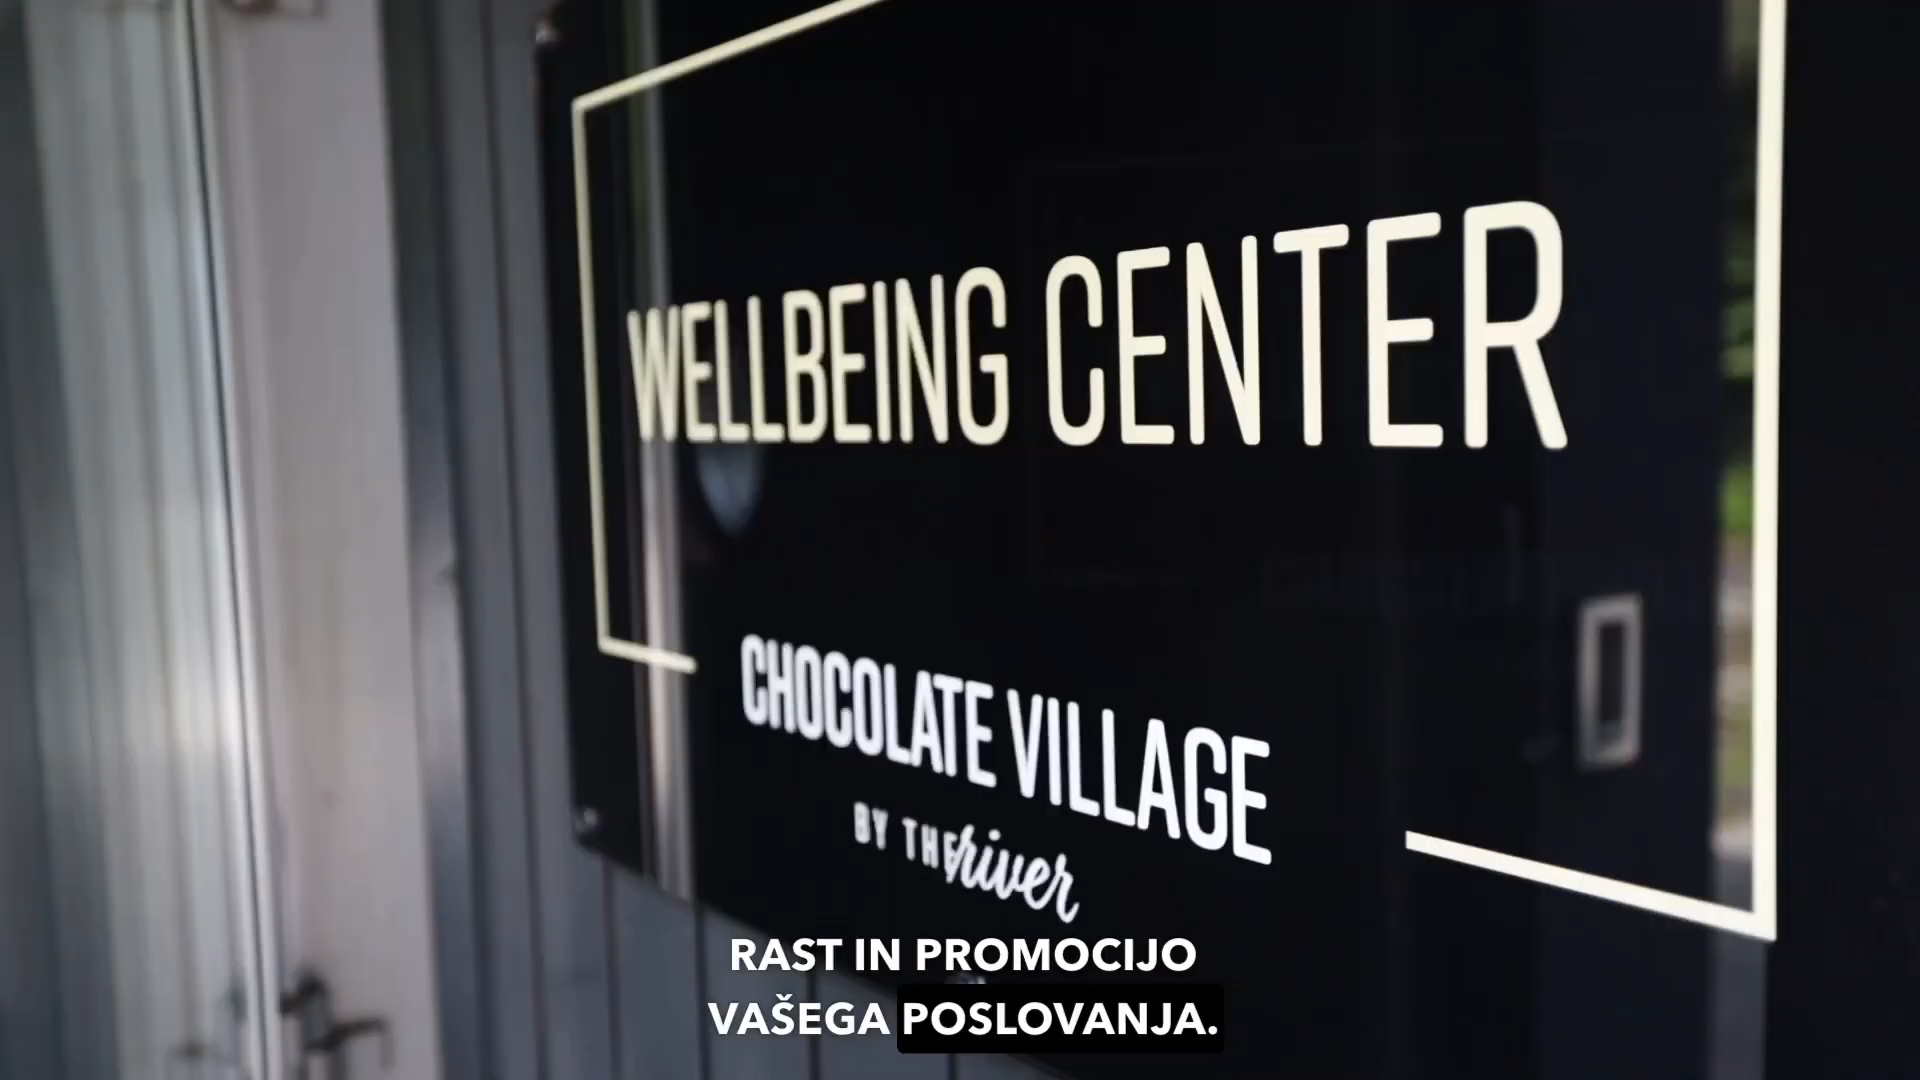 WELLBEING CENTER
CHOCOLATE VILLAGE
BY THE river
RAST IN PROMOCIJO
VAŠEGA POSLOVANJA.